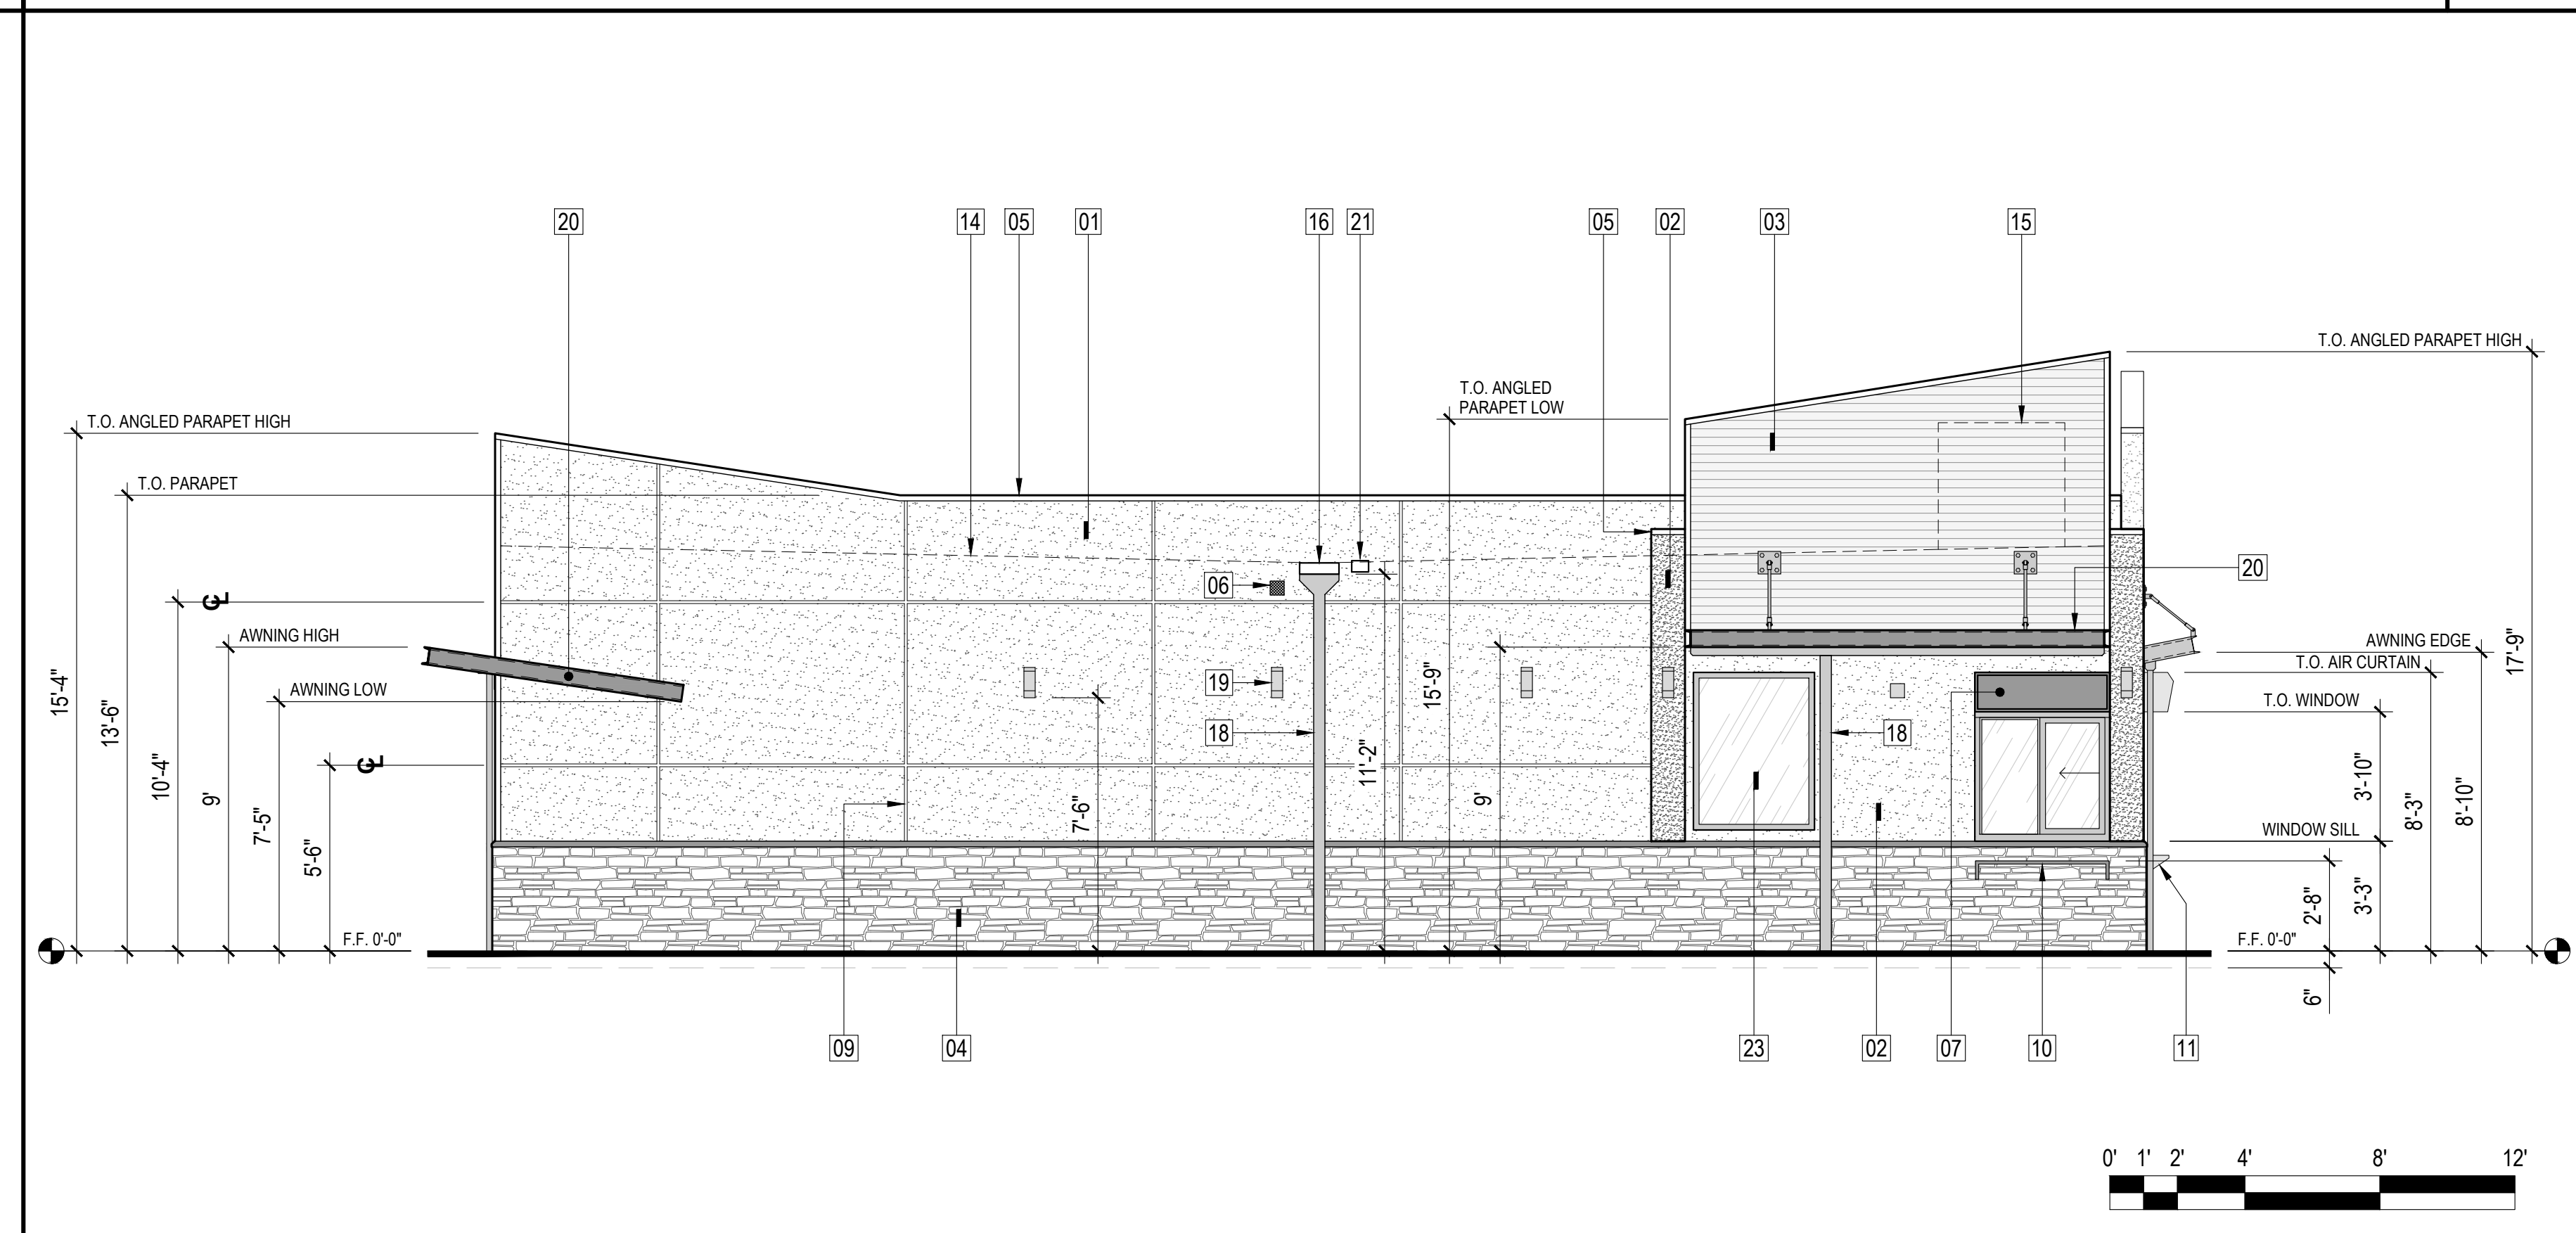 20
14
05
01
16
21
05
02
03
15
T.O. ANGLED PARAPET HIGH
T.O. ANGLED
PARAPET LOW
T.O. ANGLED PARAPET HIGH
T.O. PARAPET
20
06
CL
AWNING HIGH
AWNING EDGE
T.O. AIR CURTAIN
AWNING LOW
19
T.O. WINDOW
18
18
CL
15'-4"
13'-6"
10'-4"
9'
7'-5"
5'-6"
7'-6"
11'-2"
15'-9"
9'
WINDOW SILL
2'-8"
3'-10"
3'-3"
8'-3"
8'-10"
17'-9"
F.F. 0'-0"
F.F. 0'-0"
6"
09
04
23
02
07
10
11
0' 1' 2' 4' 8' 12'